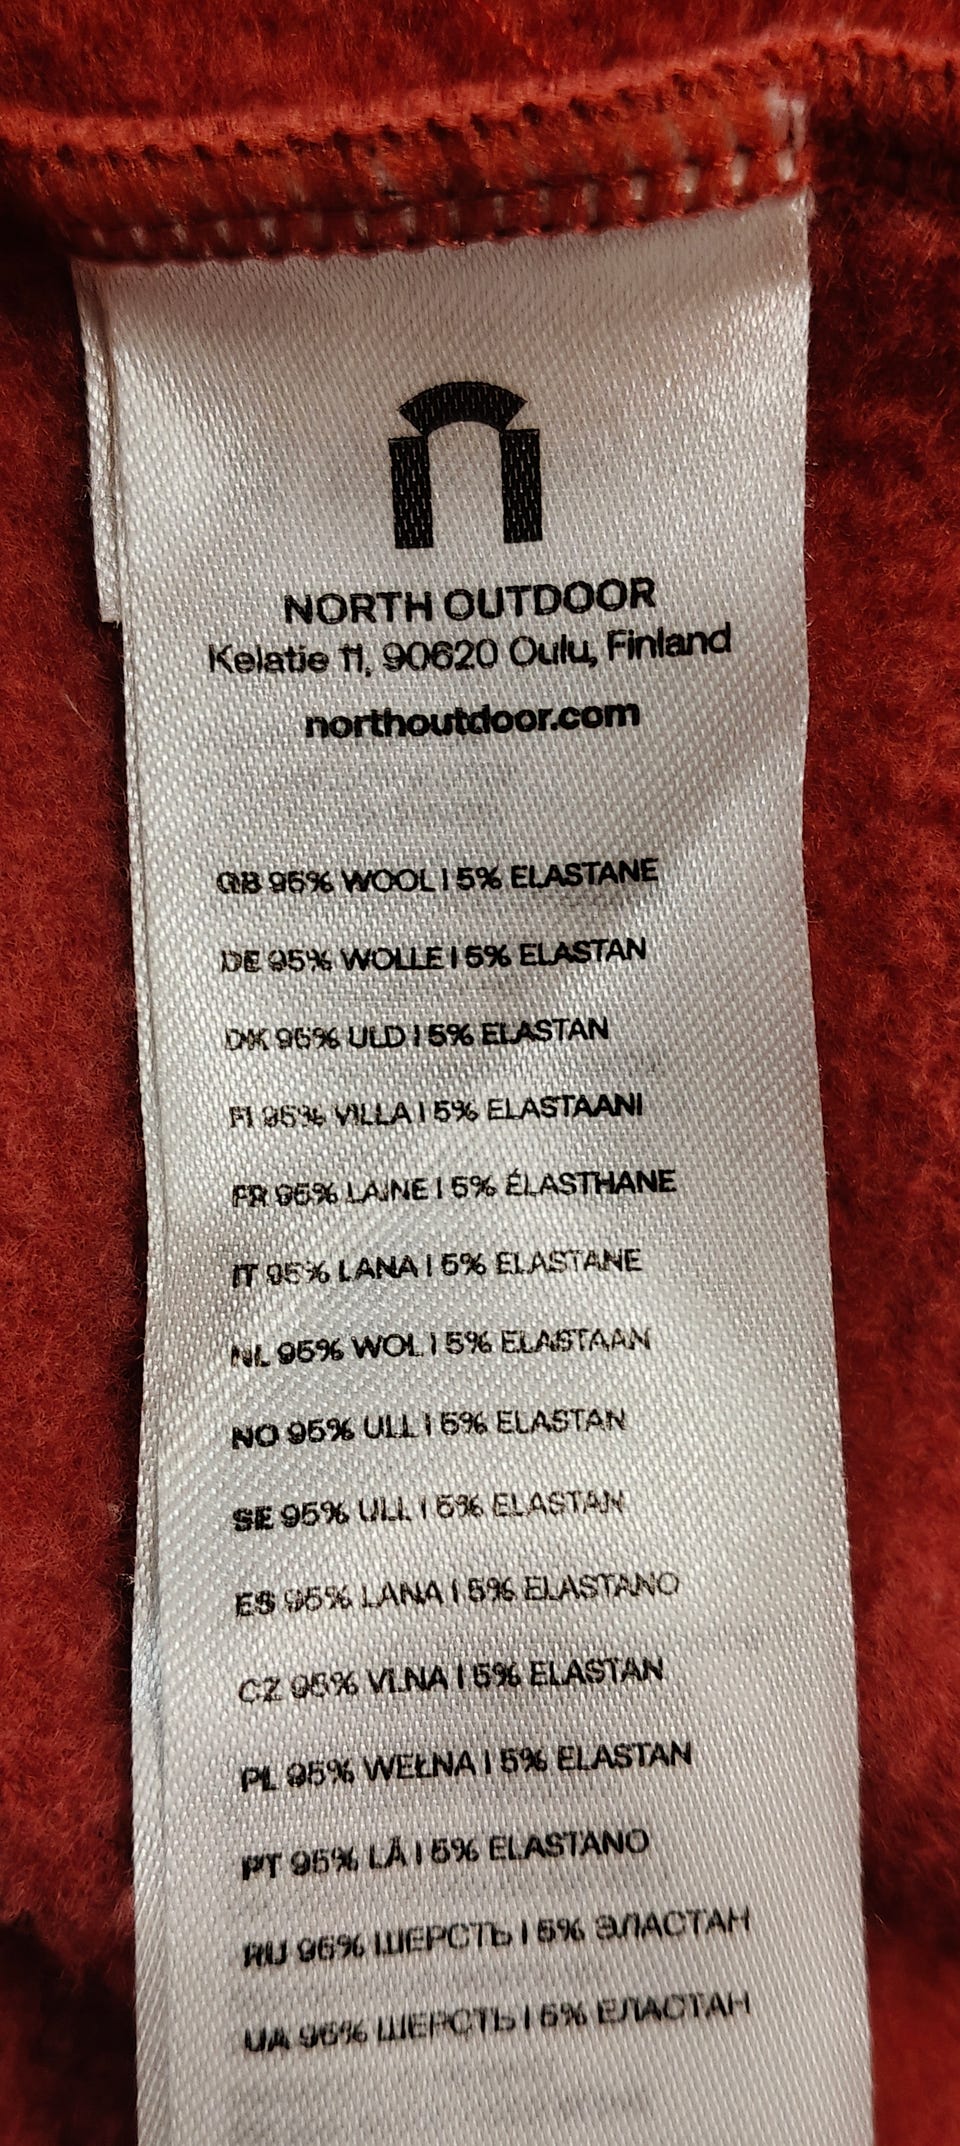 NORTH OUTDOOR
Kelatie 11, 90620 Oulu, Finland
northoutdoor.com
GB 95% WOOL | 5% ELASTANE
DE 95% WOLLE | 5% ELASTAN
DK 95% ULD | 5% ELASTAN
FI 95% VILLA | 5% ELASTAANI
FR 95% LAINE | 5% ÉLASTHANE
IT 95% LANA | 5% ELASTANE
NL 95% WOL | 5% ELASTAAN
NO 95% ULL | 5% ELASTAN
SE 95% ULL | 5% ELASTAN
ES 95% LANA | 5% ELASTANO
CZ 95% VLNA | 5% ELASTAN
PL 95% WEŁNA | 5% ELASTAN
PT 95% LÃ | 5% ELASTANO
RU 95% ШЕРСТЬ | 5% ЭЛАСТАН
UA 95% ШЕРСТЬ | 5% ЕЛАСТАН